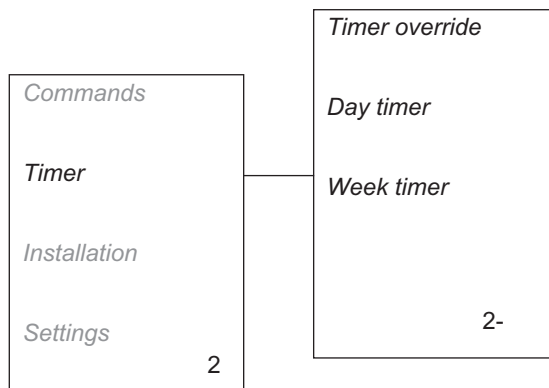 Commands
Timer
Installation
Settings
2
Timer override
Day timer
Week timer
2-